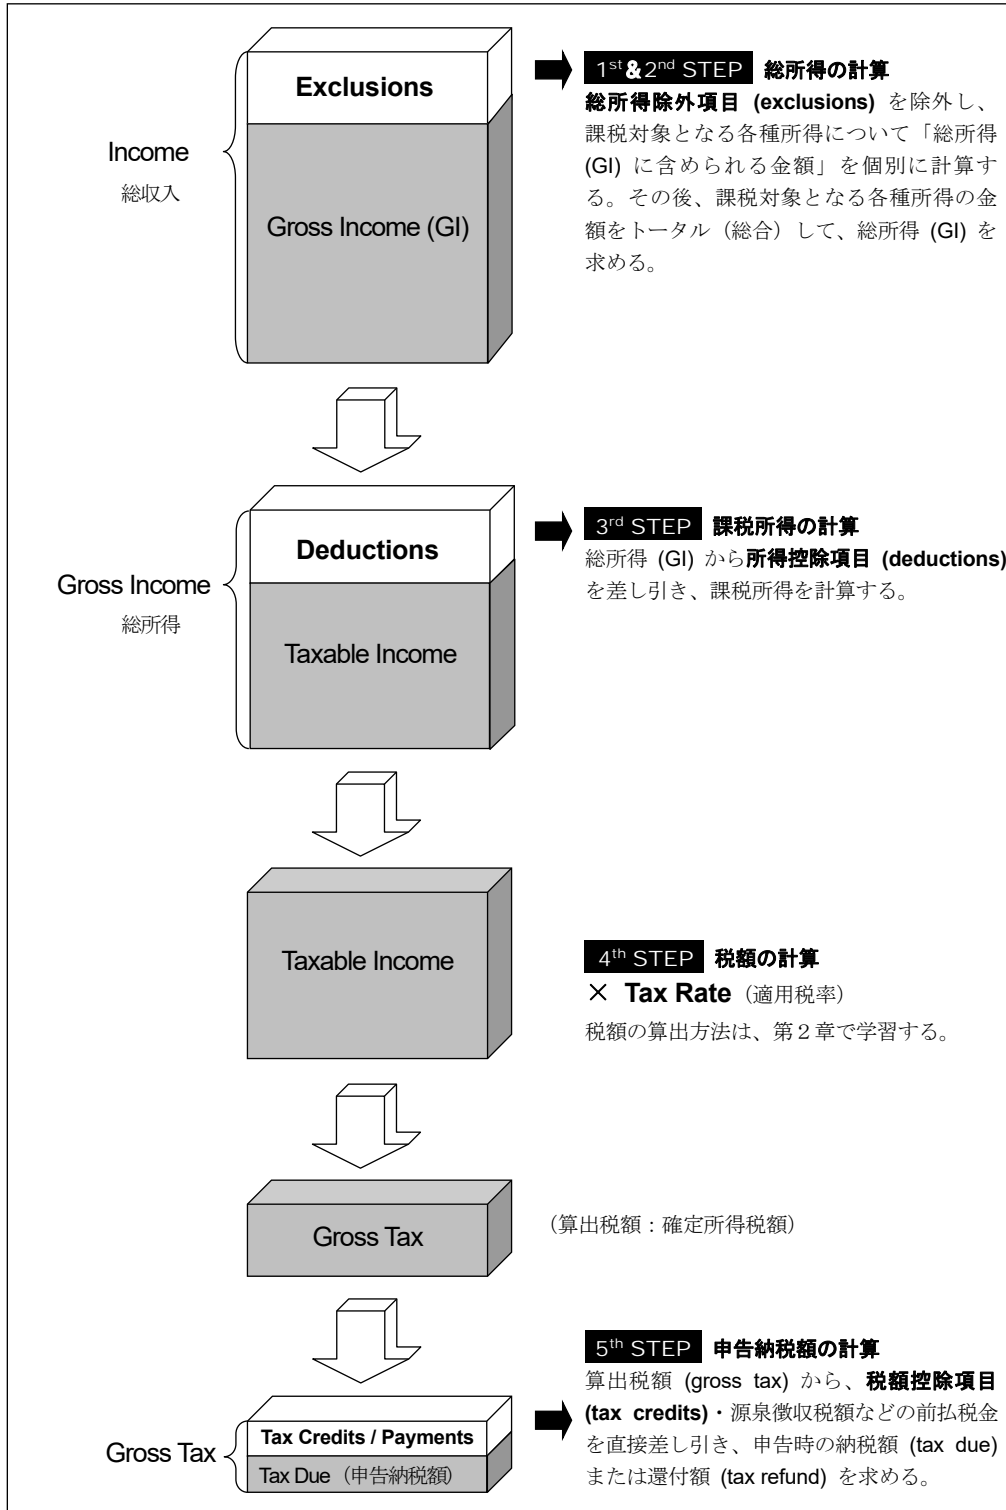 Exclusions
Income
総収入
Gross Income (GI)
1st&2nd STEP 総所得の計算
総所得除外項目 (exclusions) を除外し、
課税対象となる各種所得について「総所得
(GI) に含められる金額」を個別に計算す
る。その後、課税対象となる各種所得の金
額をトータル（総合）して、総所得 (GI) を
求める。
Deductions
Gross Income
総所得
Taxable Income
3rd STEP 課税所得の計算
総所得 (GI) から所得控除項目 (deductions)
を差し引き、課税所得を計算する。
Taxable Income
4th STEP 税額の計算
× Tax Rate（適用税率）
税額の算出方法は、第２章で学習する。
Gross Tax
（算出税額：確定所得税額）
Gross Tax
Tax Credits / Payments
Tax Due（申告納税額）
5th STEP 申告納税額の計算
算出税額 (gross tax) から、税額控除項目
(tax credits)・源泉徴収税額などの前払税金
を直接差し引き、申告時の納税額 (tax due)
または還付額 (tax refund) を求める。